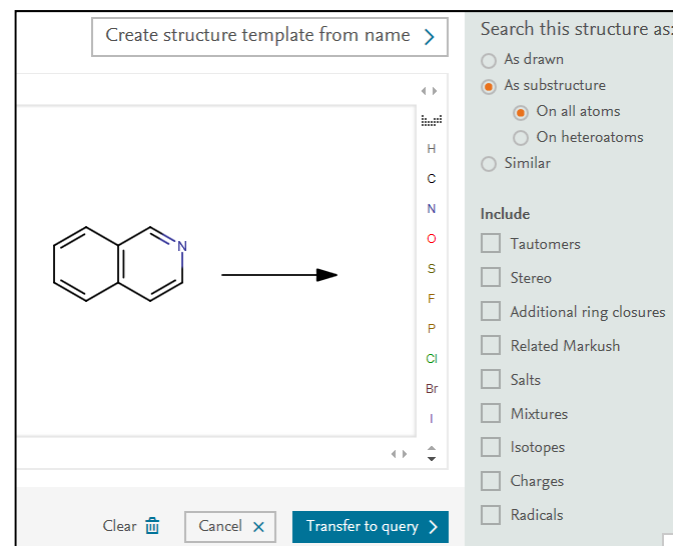 Create structure template from name
Search this structure as:
As drawn
As substructure
On all atoms
On heteroatoms
Similar
Include
Tautomers
Stereo
Additional ring closures
Related Markush
Salts
Mixtures
Isotopes
Charges
Radicals
H
C
N
O
S
F
P
Cl
Br
I
N
Clear
Cancel
Transfer to query